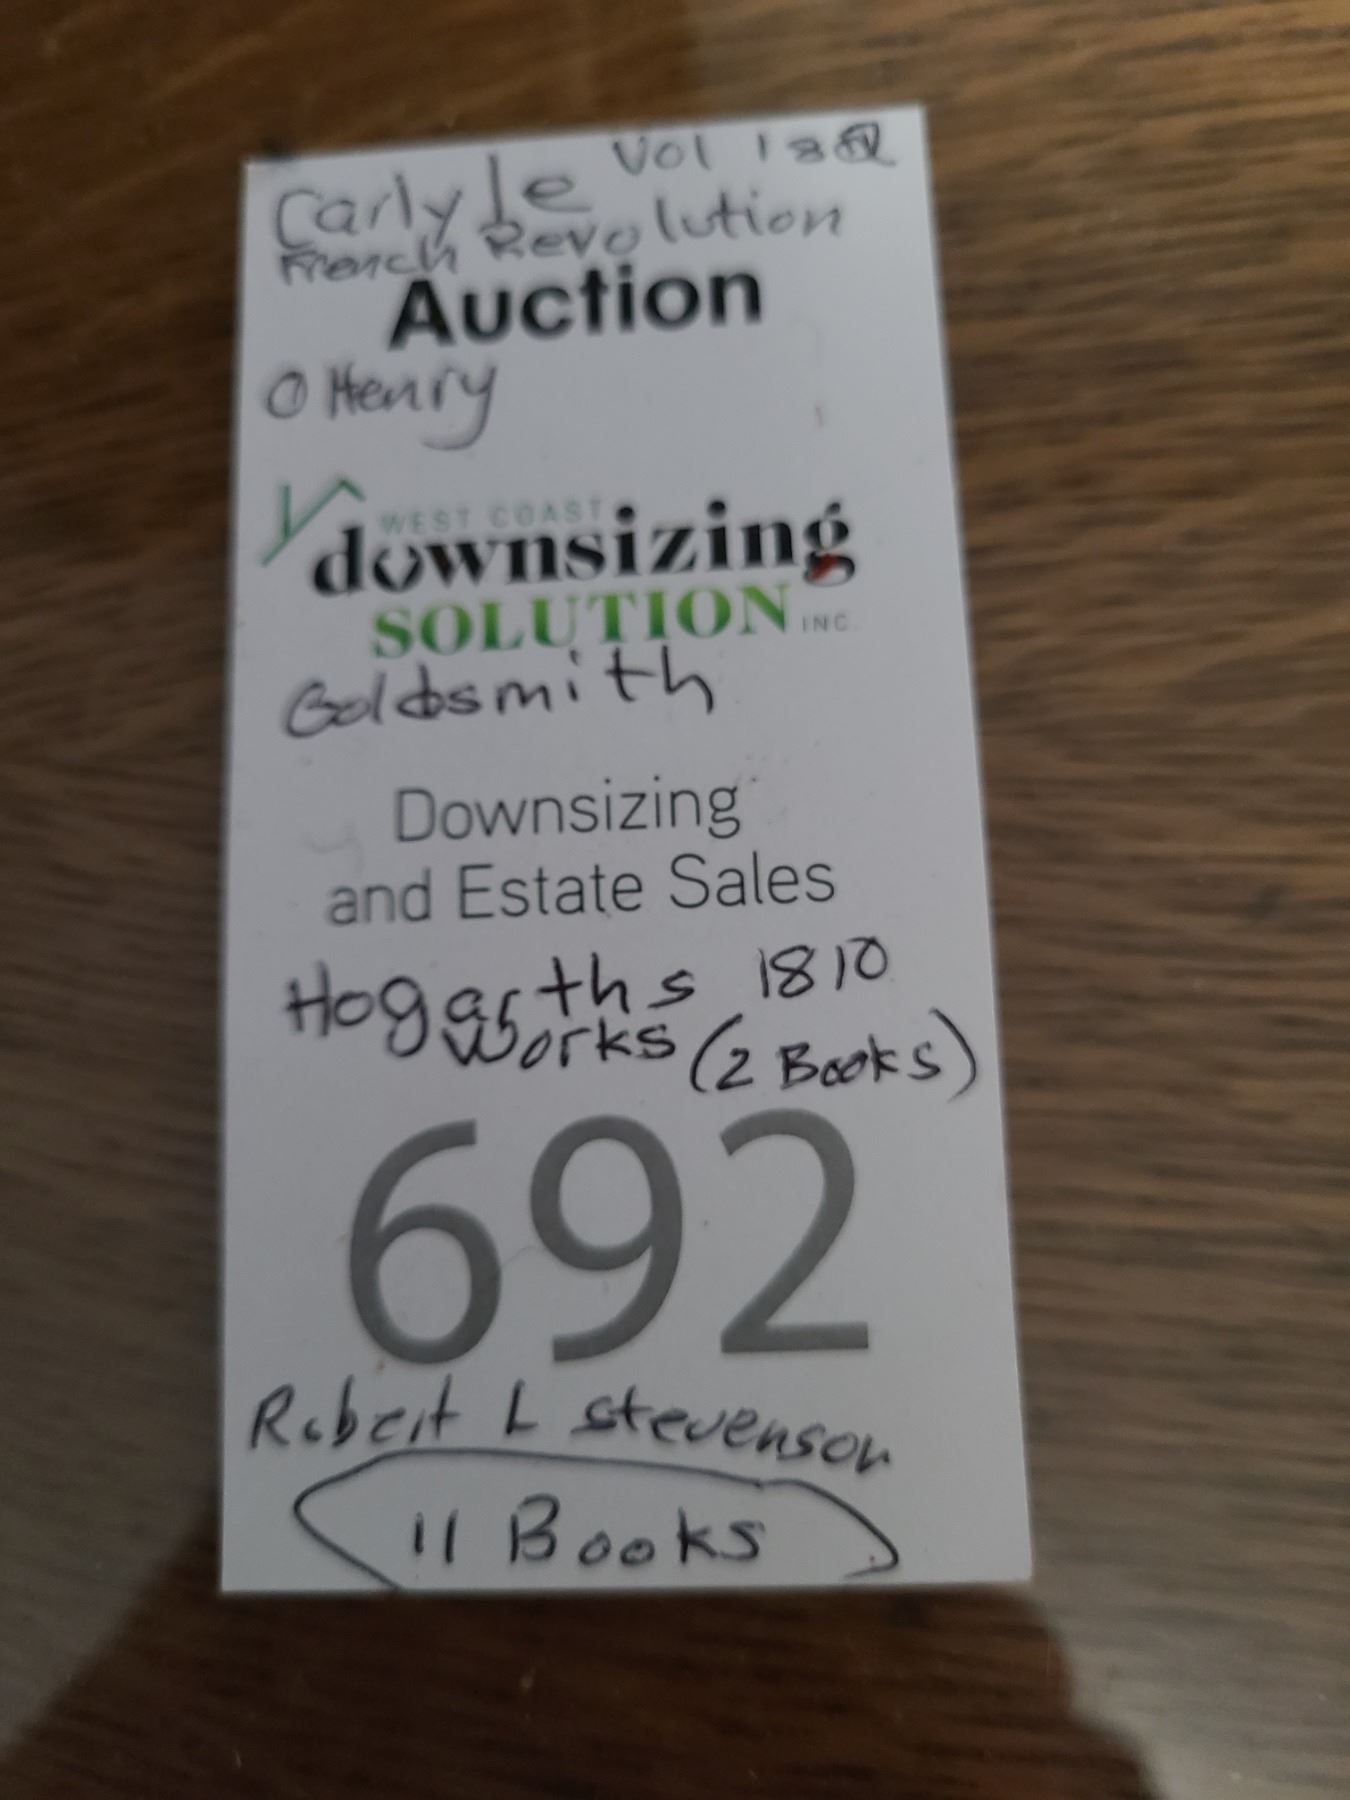 Vol 1 & 2
Carlyle
French Revolution
Auction
O Henry
WEST COAST
downsizing
SOLUTION INC.
Goldsmith
Downsizing
and Estate Sales
Hogarths 1810
Works (2 Books)
692
Robert L Stevenson
11 Books